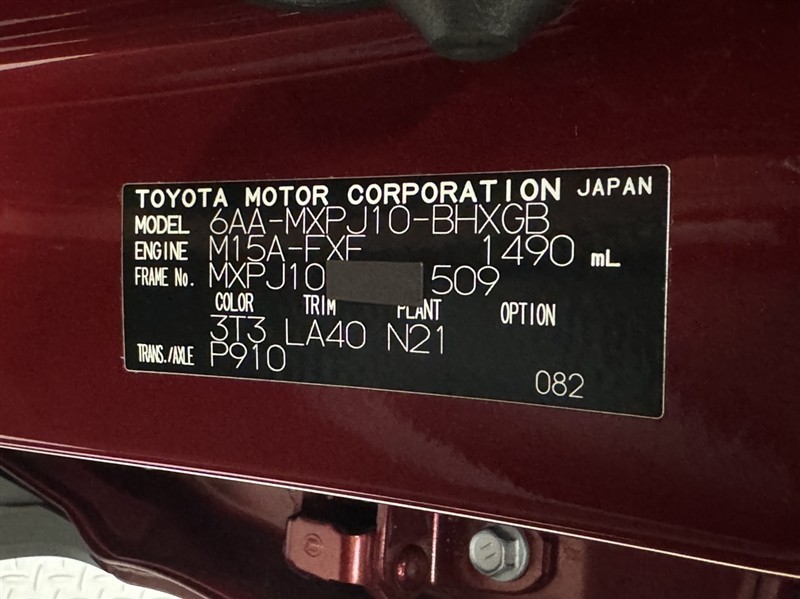 TOYOTA MOTOR CORPORATION JAPAN
MODEL 6AA-MXPJ10-BHXGB
ENGINE M15A-FXE 1490 mL
FRAME No. MXPJ10 509
COLOR TRIM PLANT OPTION
3T3 LA40 N21
TRANS./AXLE P910
082